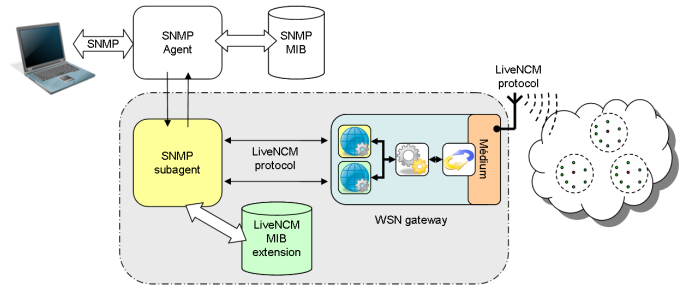 SNMP
SNMP
Agent
SNMP
MIB
LiveNCM
protocol
SNMP
subagent
LiveNCM
protocol
Médium
WSN gateway
LiveNCM
MIB
extension